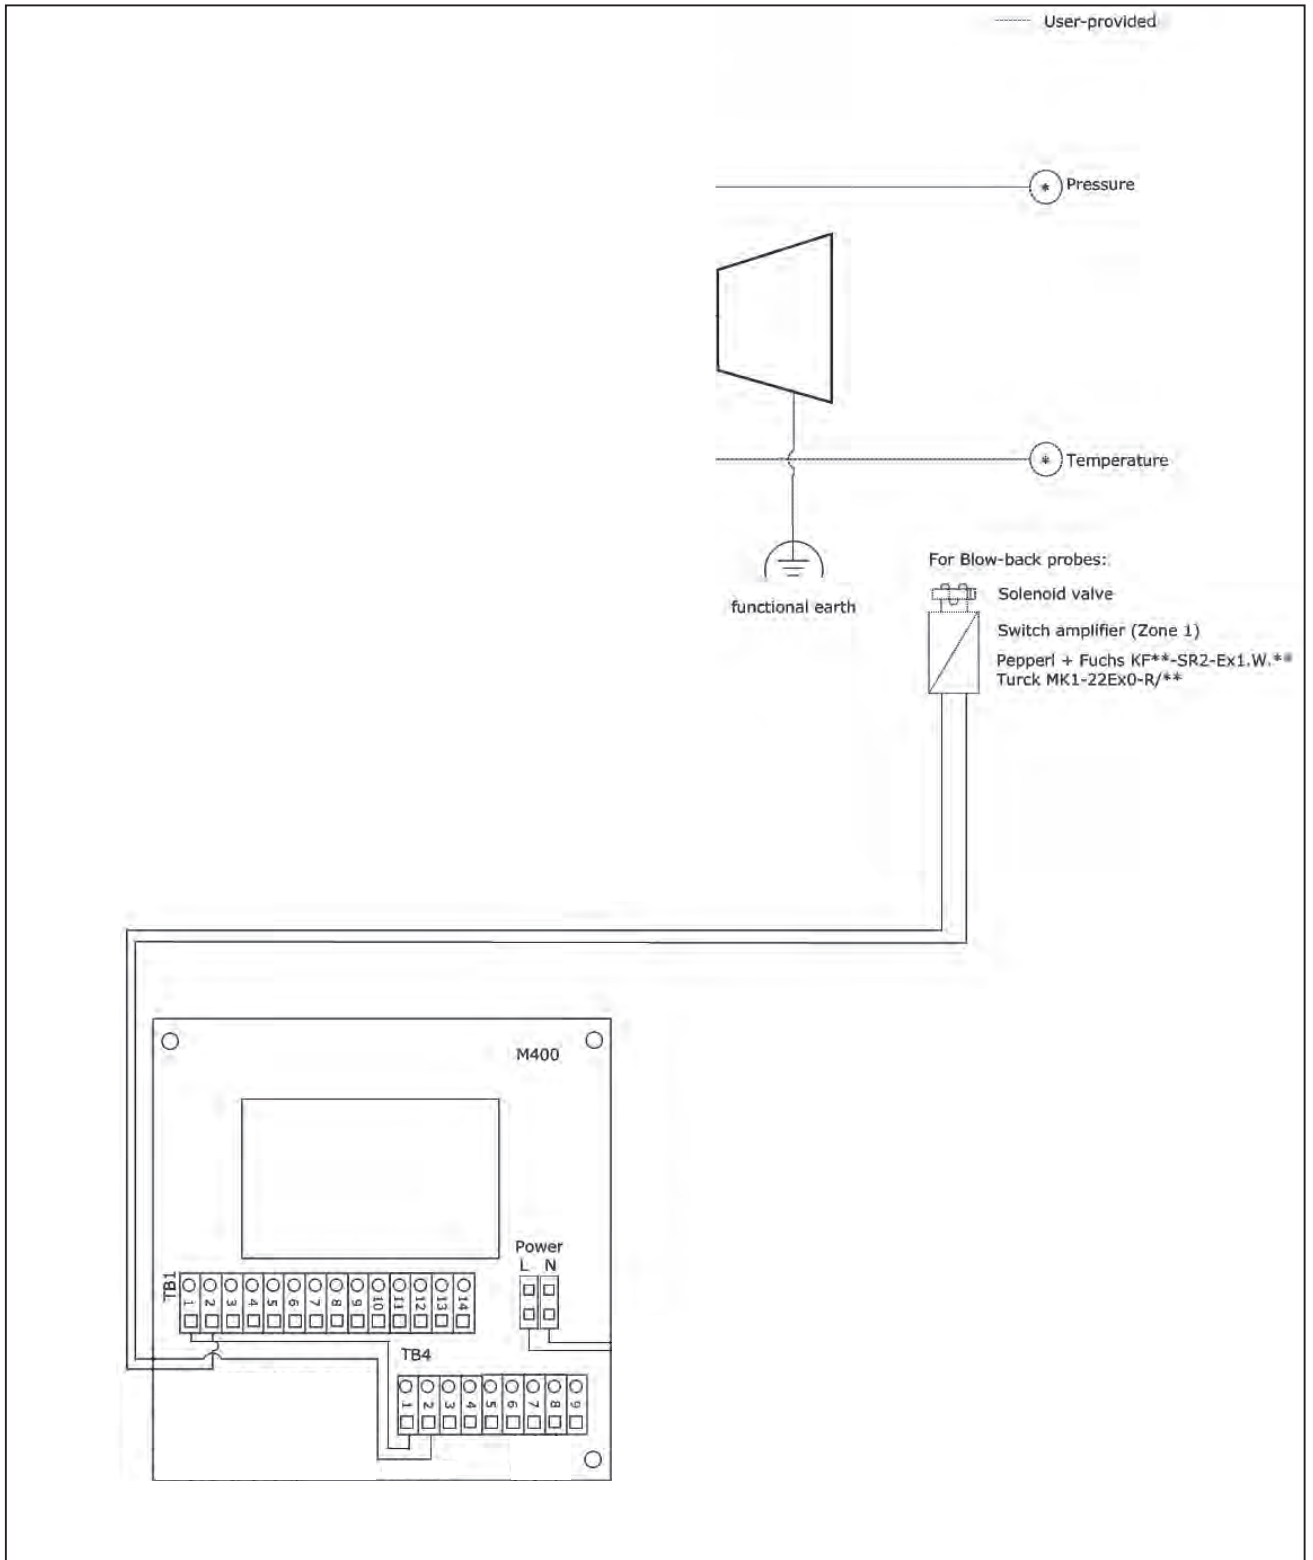 User-provided
* Pressure
* Temperature
functional earth
For Blow-back probes:
Solenoid valve
Switch amplifier (Zone 1)
Pepperl + Fuchs KF**-SR2-Ex1.W.**
Turck MK1-22Ex0-R/**
M400
Power
L N
TB1
1 2 3 4 5 6 7 8 9 10 11 12 13 14
TB4
1 2 3 4 5 6 7 8 9